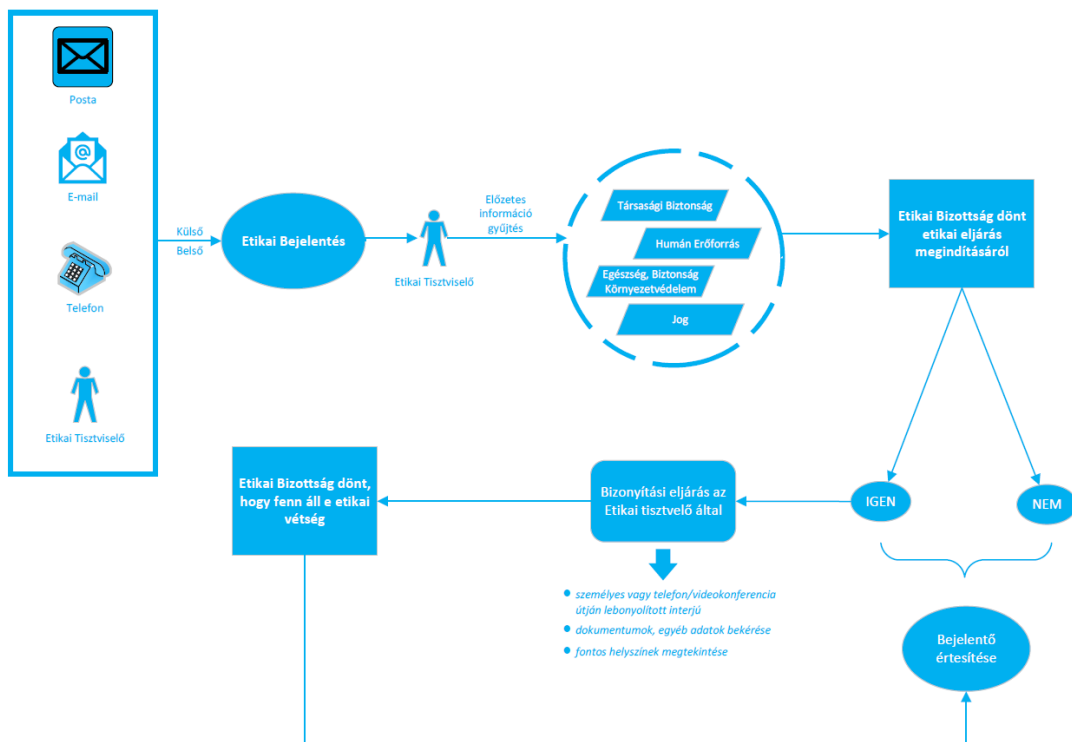 Posta
E-mail
Telefon
Etikai Tisztviselő
Külső
Belső
Etikai Bejelentés
Etikai Tisztviselő
Előzetes
információ
gyűjtés
Társasági Biztonság
Humán Erőforrás
Egészség, Biztonság
Környezetvédelem
Jog
Etikai Bizottság dönt
etikai eljárás
megindításáról
IGEN
NEM
Bizonyítási eljárás az
Etikai tisztvelő által
személyes vagy telefon/videokonferencia
útján lebonyolított interjú
dokumentumok, egyéb adatok bekérése
fontos helyszínek megtekintése
Etikai Bizottság dönt,
hogy fenn áll e etikai
vétség
Bejelentő
értesítése